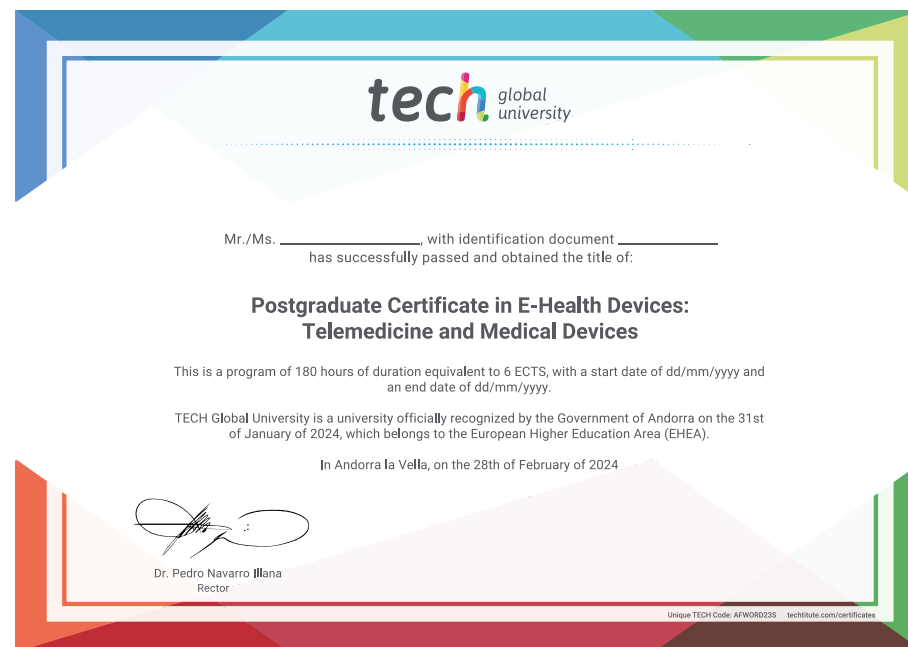 tech global
university
Mr./Ms. ____________________, with identification document ______________
has successfully passed and obtained the title of:
Postgraduate Certificate in E-Health Devices:
Telemedicine and Medical Devices
This is a program of 180 hours of duration equivalent to 6 ECTS, with a start date of dd/mm/yyyy and
an end date of dd/mm/yyyy.
TECH Global University is a university officially recognized by the Government of Andorra on the 31st
of January of 2024, which belongs to the European Higher Education Area (EHEA).
In Andorra la Vella, on the 28th of February of 2024
Dr. Pedro Navarro Illana
Rector
Unique TECH Code: AFWORD23S techtitute.com/certificates